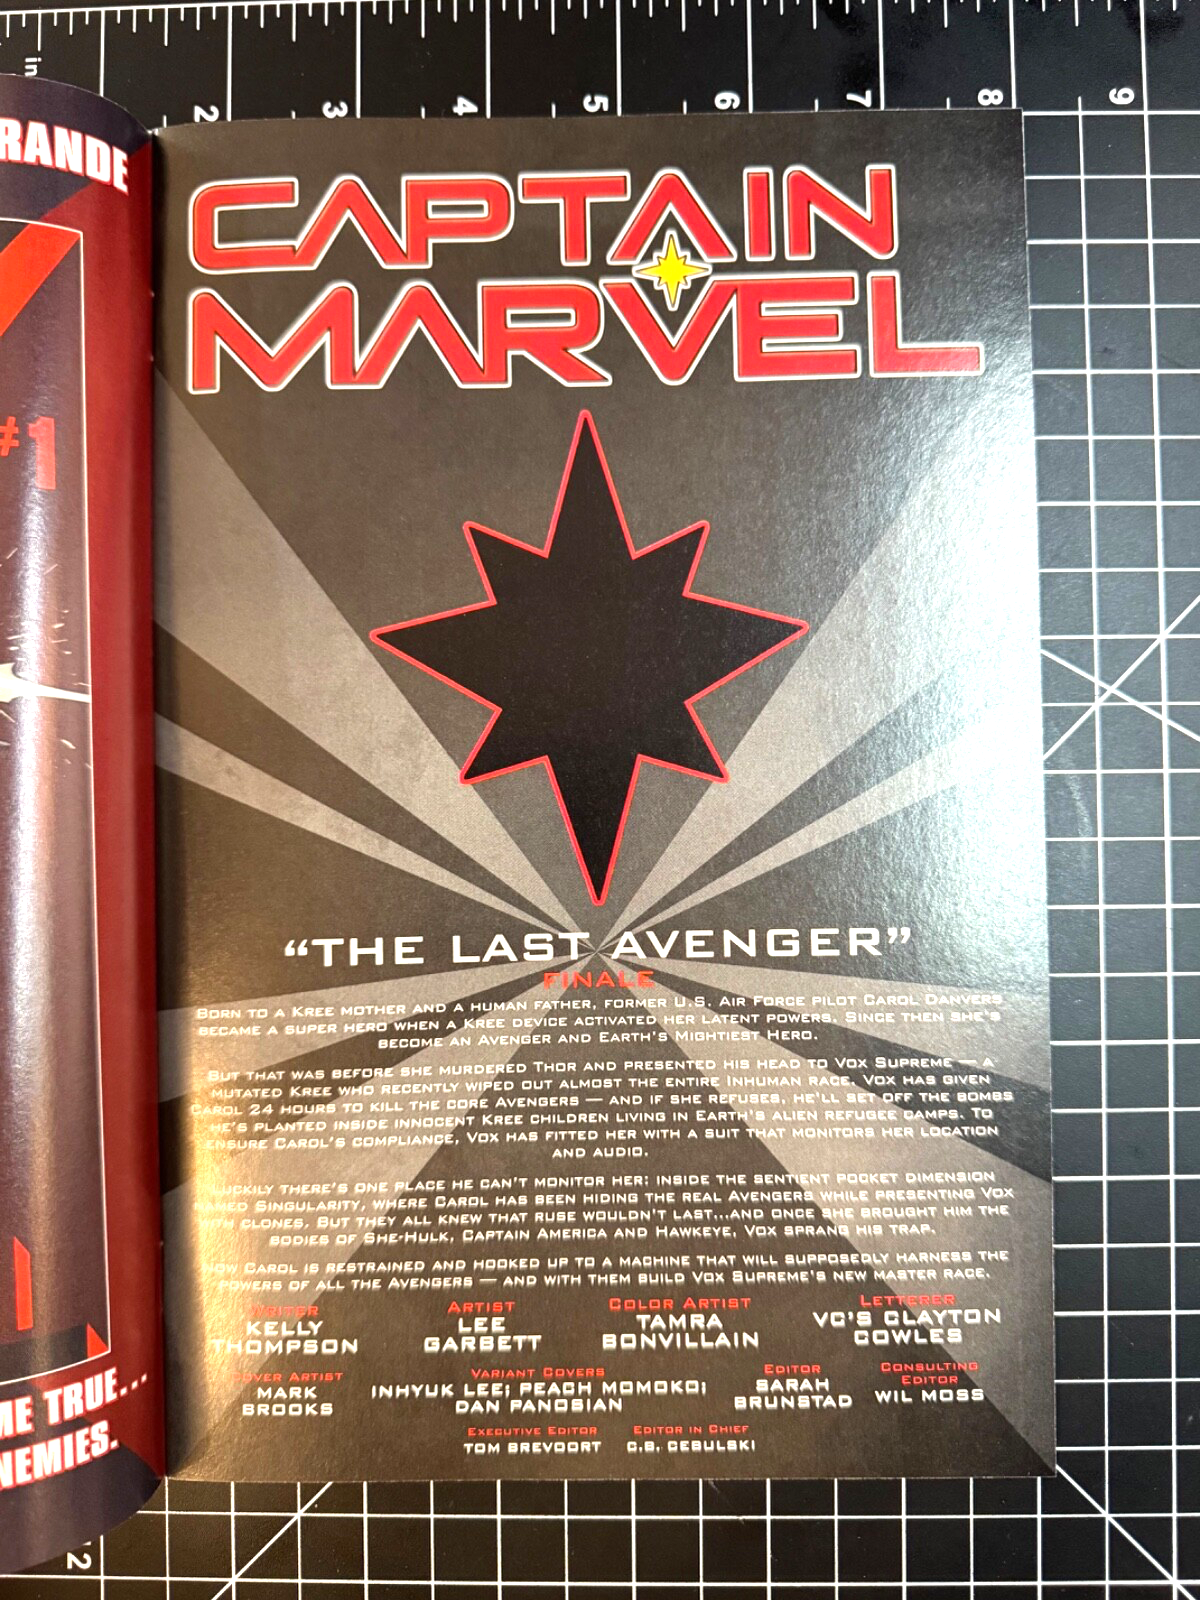 in
2
3
4
5
6
7
8
9
RANDE
#1
ME TRUE...
NEMIES.
CAPTAIN
MARVEL
“THE LAST AVENGER”
FINALE
BORN TO A KREE MOTHER AND A HUMAN FATHER, FORMER U.S. AIR FORCE PILOT CAROL DANVERS
BECAME A SUPER HERO WHEN A KREE DEVICE ACTIVATED HER LATENT POWERS. SINCE THEN SHE'S
BECOME AN AVENGER AND EARTH'S MIGHTIEST HERO.
BUT THAT WAS BEFORE SHE MURDERED THOR AND PRESENTED HIS HEAD TO VOX SUPREME — A
MUTATED KREE WHO RECENTLY WIPED OUT ALMOST THE ENTIRE INHUMAN RACE. VOX HAS GIVEN
CAROL 24 HOURS TO KILL THE CORE AVENGERS — AND IF SHE REFUSES, HE'LL SET OFF THE BOMBS
HE'S PLANTED INSIDE INNOCENT KREE CHILDREN LIVING IN EARTH'S ALIEN REFUGEE CAMPS. TO
ENSURE CAROL'S COMPLIANCE, VOX HAS FITTED HER WITH A SUIT THAT MONITORS HER LOCATION
AND AUDIO.
LUCKILY THERE'S ONE PLACE HE CAN'T MONITOR HER: INSIDE THE SENTIENT POCKET DIMENSION
NAMED SINGULARITY, WHERE CAROL HAS BEEN HIDING THE REAL AVENGERS WHILE PRESENTING VOX
WITH CLONES. BUT THEY ALL KNEW THAT RUSE WOULDN'T LAST...AND ONCE SHE BROUGHT HIM THE
BODIES OF SHE-HULK, CAPTAIN AMERICA AND HAWKEYE, VOX SPRANG HIS TRAP.
NOW CAROL IS RESTRAINED AND HOOKED UP TO A MACHINE THAT WILL SUPPOSEDLY HARNESS THE
POWERS OF ALL THE AVENGERS — AND WITH THEM BUILD VOX SUPREME'S NEW MASTER RACE.
WRITER
KELLY
THOMPSON
ARTIST
LEE
GARBETT
COLOR ARTIST
TAMRA
BONVILLAIN
LETTERER
VC'S CLAYTON
COWLES
COVER ARTIST
MARK
BROOKS
VARIANT COVERS
INHYUK LEE; PEACH MOMOKO;
DAN PANOSIAN
EDITOR
SARAH
BRUNSTAD
CONSULTING
EDITOR
WIL MOSS
EXECUTIVE EDITOR
TOM BREVOORT
EDITOR IN CHIEF
C.B. CEBULSKI
2